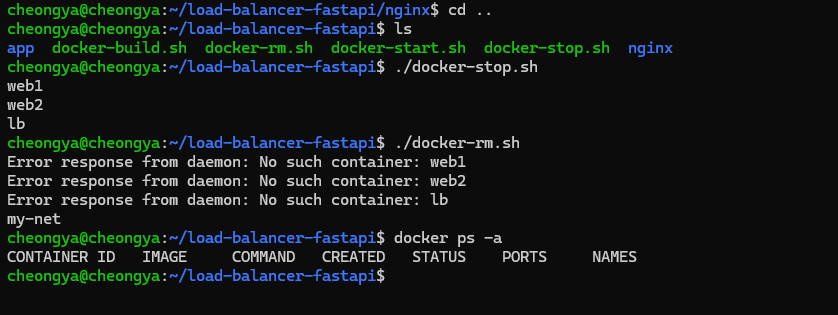 cheongya@cheongya:~/load-balancer-fastapi/nginx$ cd ..
cheongya@cheongya:~/load-balancer-fastapi$ ls
app  docker-build.sh  docker-rm.sh  docker-start.sh  docker-stop.sh  nginx
cheongya@cheongya:~/load-balancer-fastapi$ ./docker-stop.sh
web1
web2
lb
cheongya@cheongya:~/load-balancer-fastapi$ ./docker-rm.sh
Error response from daemon: No such container: web1
Error response from daemon: No such container: web2
Error response from daemon: No such container: lb
my-net
cheongya@cheongya:~/load-balancer-fastapi$ docker ps -a
CONTAINER ID   IMAGE     COMMAND   CREATED   STATUS    PORTS     NAMES
cheongya@cheongya:~/load-balancer-fastapi$